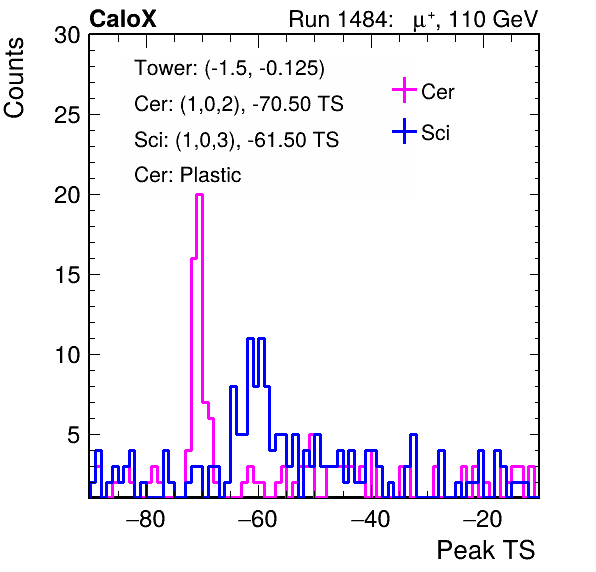 CaloX Run 1484: μ⁺, 110 GeV
Counts
30
25
20
15
10
5
Tower: (-1.5, -0.125)
Cer: (1,0,2), -70.50 TS
Sci: (1,0,3), -61.50 TS
Cer: Plastic
Cer
Sci
−80 −60 −40 −20
Peak TS